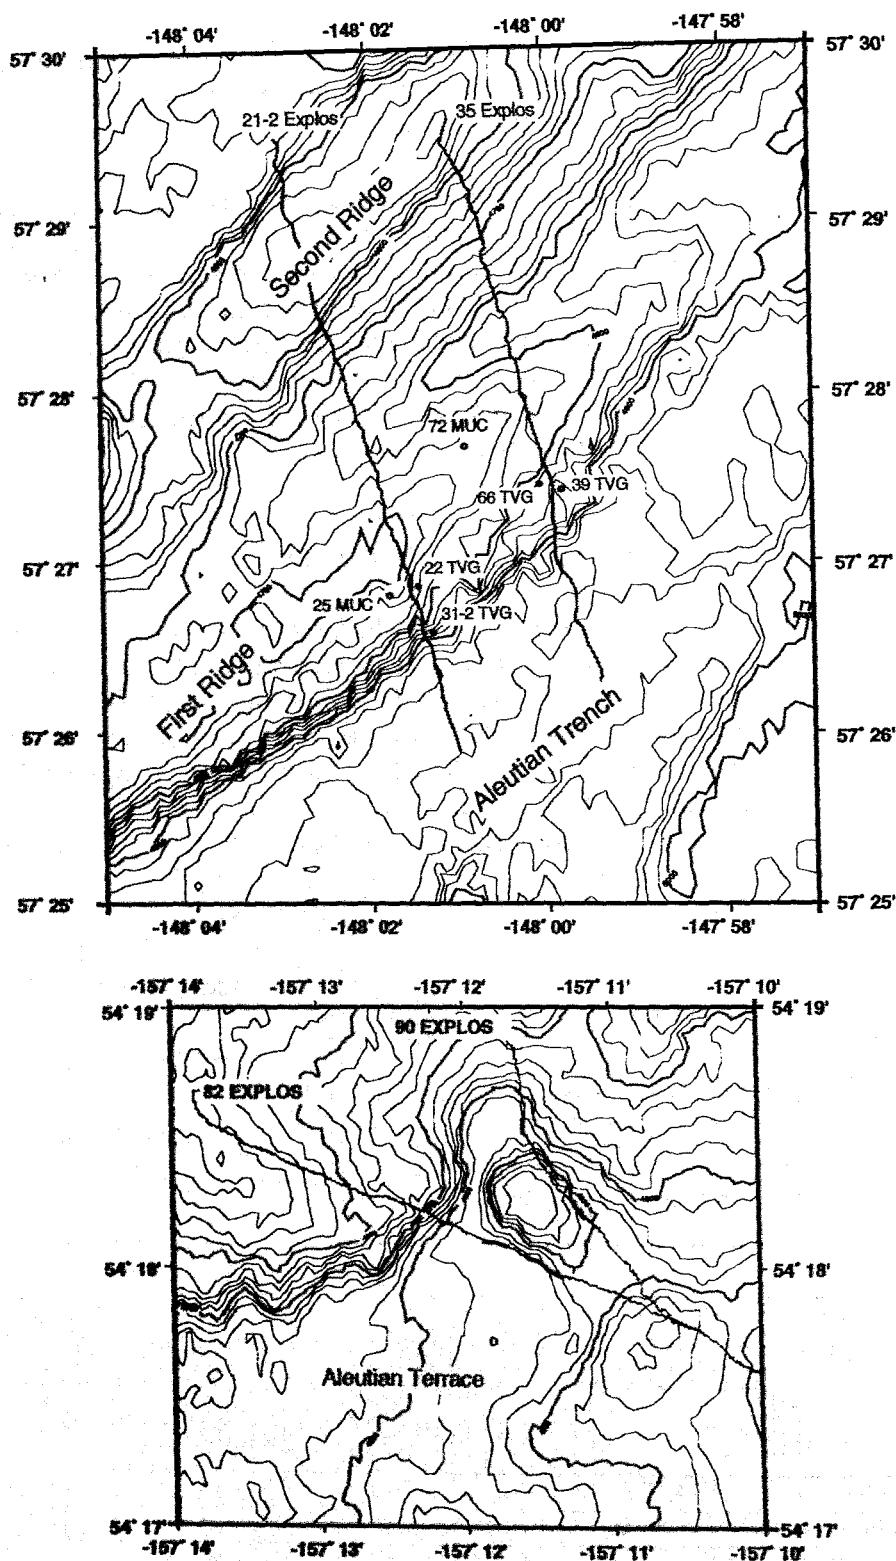 -148° 04' -148° 02' -148° 00' -147° 58'
57° 30' 57° 30'
21-2 Explos 35 Explos
Second Ridge
57° 29' 57° 29'
57° 28' 57° 28'
72 MUC
66 TVG 39 TVG
57° 27' 57° 27'
22 TVG
25 MUC
31-2 TVG
First Ridge
57° 26' 57° 26'
Aleutian Trench
57° 25' 57° 25'
-148° 04' -148° 02' -148° 00' -147° 58'
-157° 14' -157° 13' -157° 12' -157° 11' -157° 10'
54° 19' 54° 19'
90 EXPLOS
82 EXPLOS
54° 18' 54° 18'
Aleutian Terrace
54° 17' 54° 17'
-157° 14' -157° 13' -157° 12' -157° 11' -157° 10'